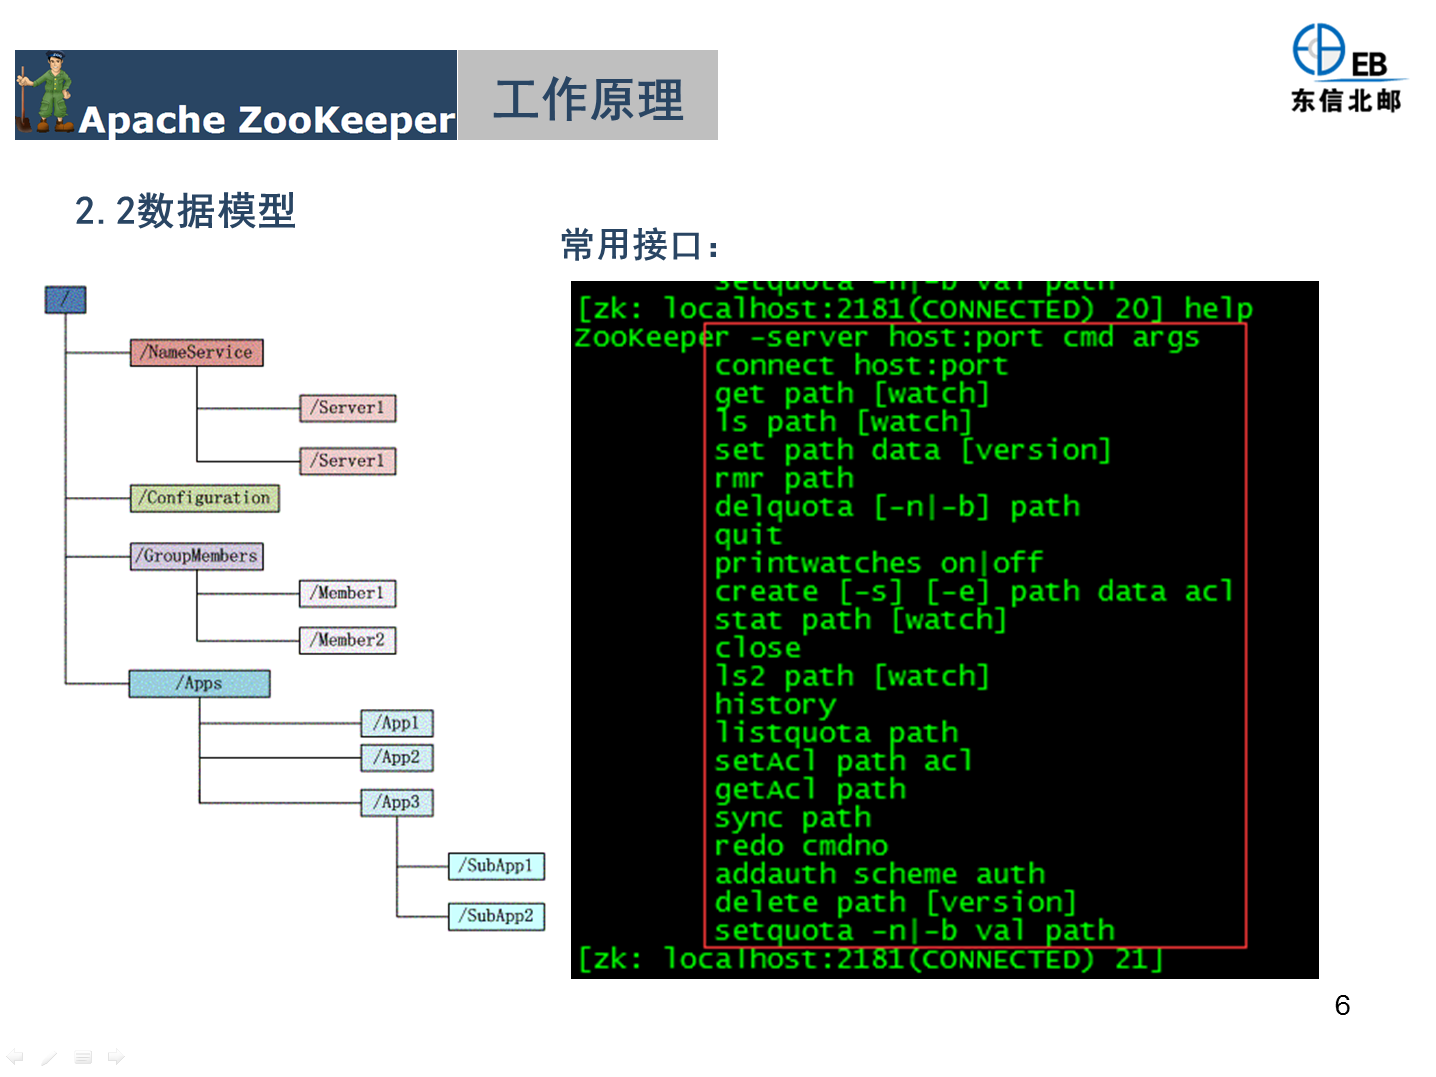 Apache ZooKeeper
工作原理
EB
东信北邮
2.2数据模型
常用接口：
/
/NameService
/Server1
/Server1
/Configuration
/GroupMembers
/Member1
/Member2
/Apps
/App1
/App2
/App3
/SubApp1
/SubApp2
setquota -n|-b val path
[zk: localhost:2181(CONNECTED) 20] help
ZooKeeper -server host:port cmd args
connect host:port
get path [watch]
ls path [watch]
set path data [version]
rmr path
delquota [-n|-b] path
quit
printwatches on|off
create [-s] [-e] path data acl
stat path [watch]
close
ls2 path [watch]
history
listquota path
setAcl path acl
getAcl path
sync path
redo cmdno
addauth scheme auth
delete path [version]
setquota -n|-b val path
[zk: localhost:2181(CONNECTED) 21]
6